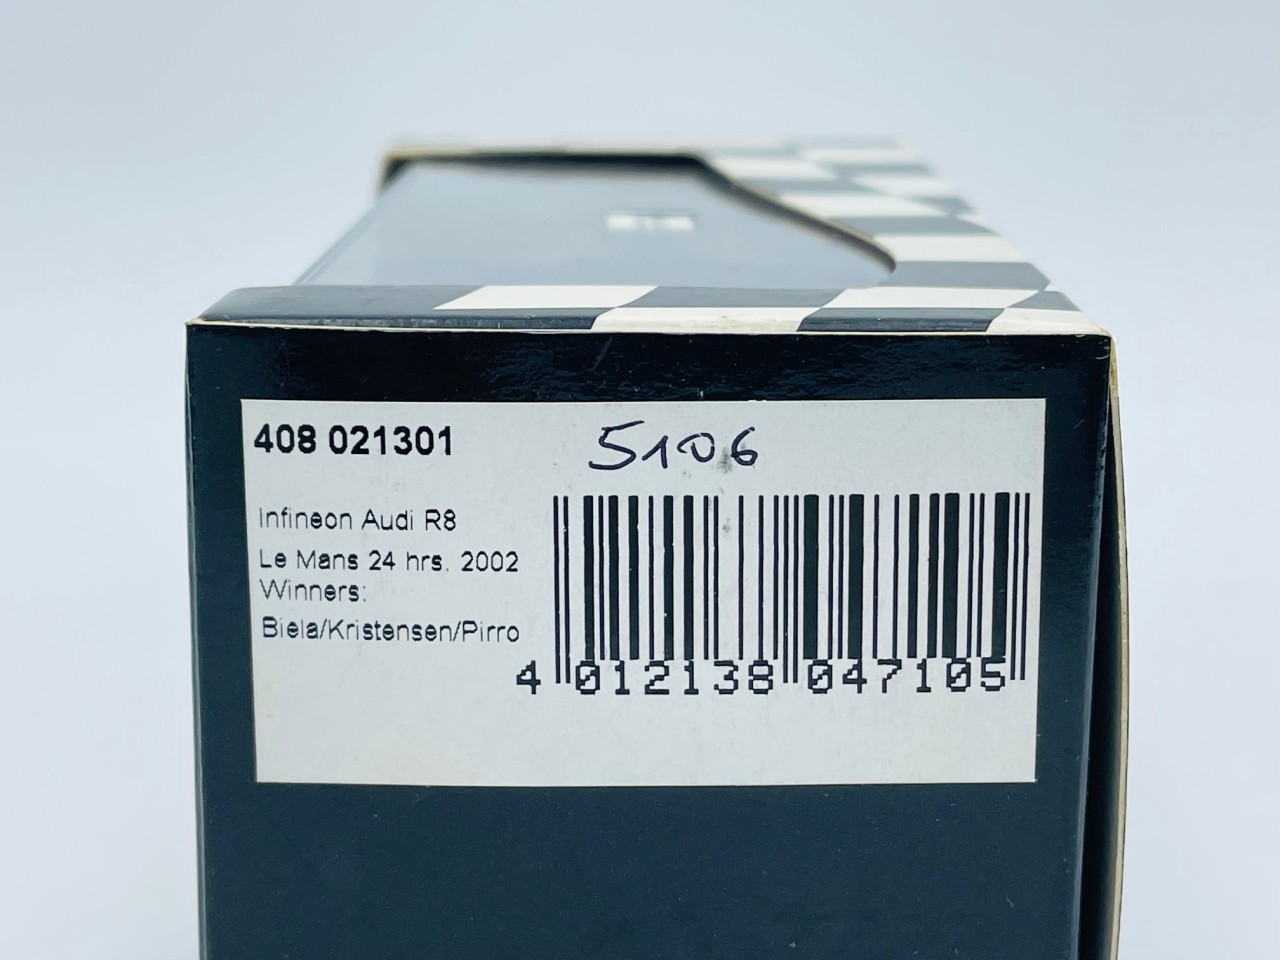 408 021301
5106
Infineon Audi R8
Le Mans 24 hrs. 2002
Winners:
Biela/Kristensen/Pirro
4 012138 047105